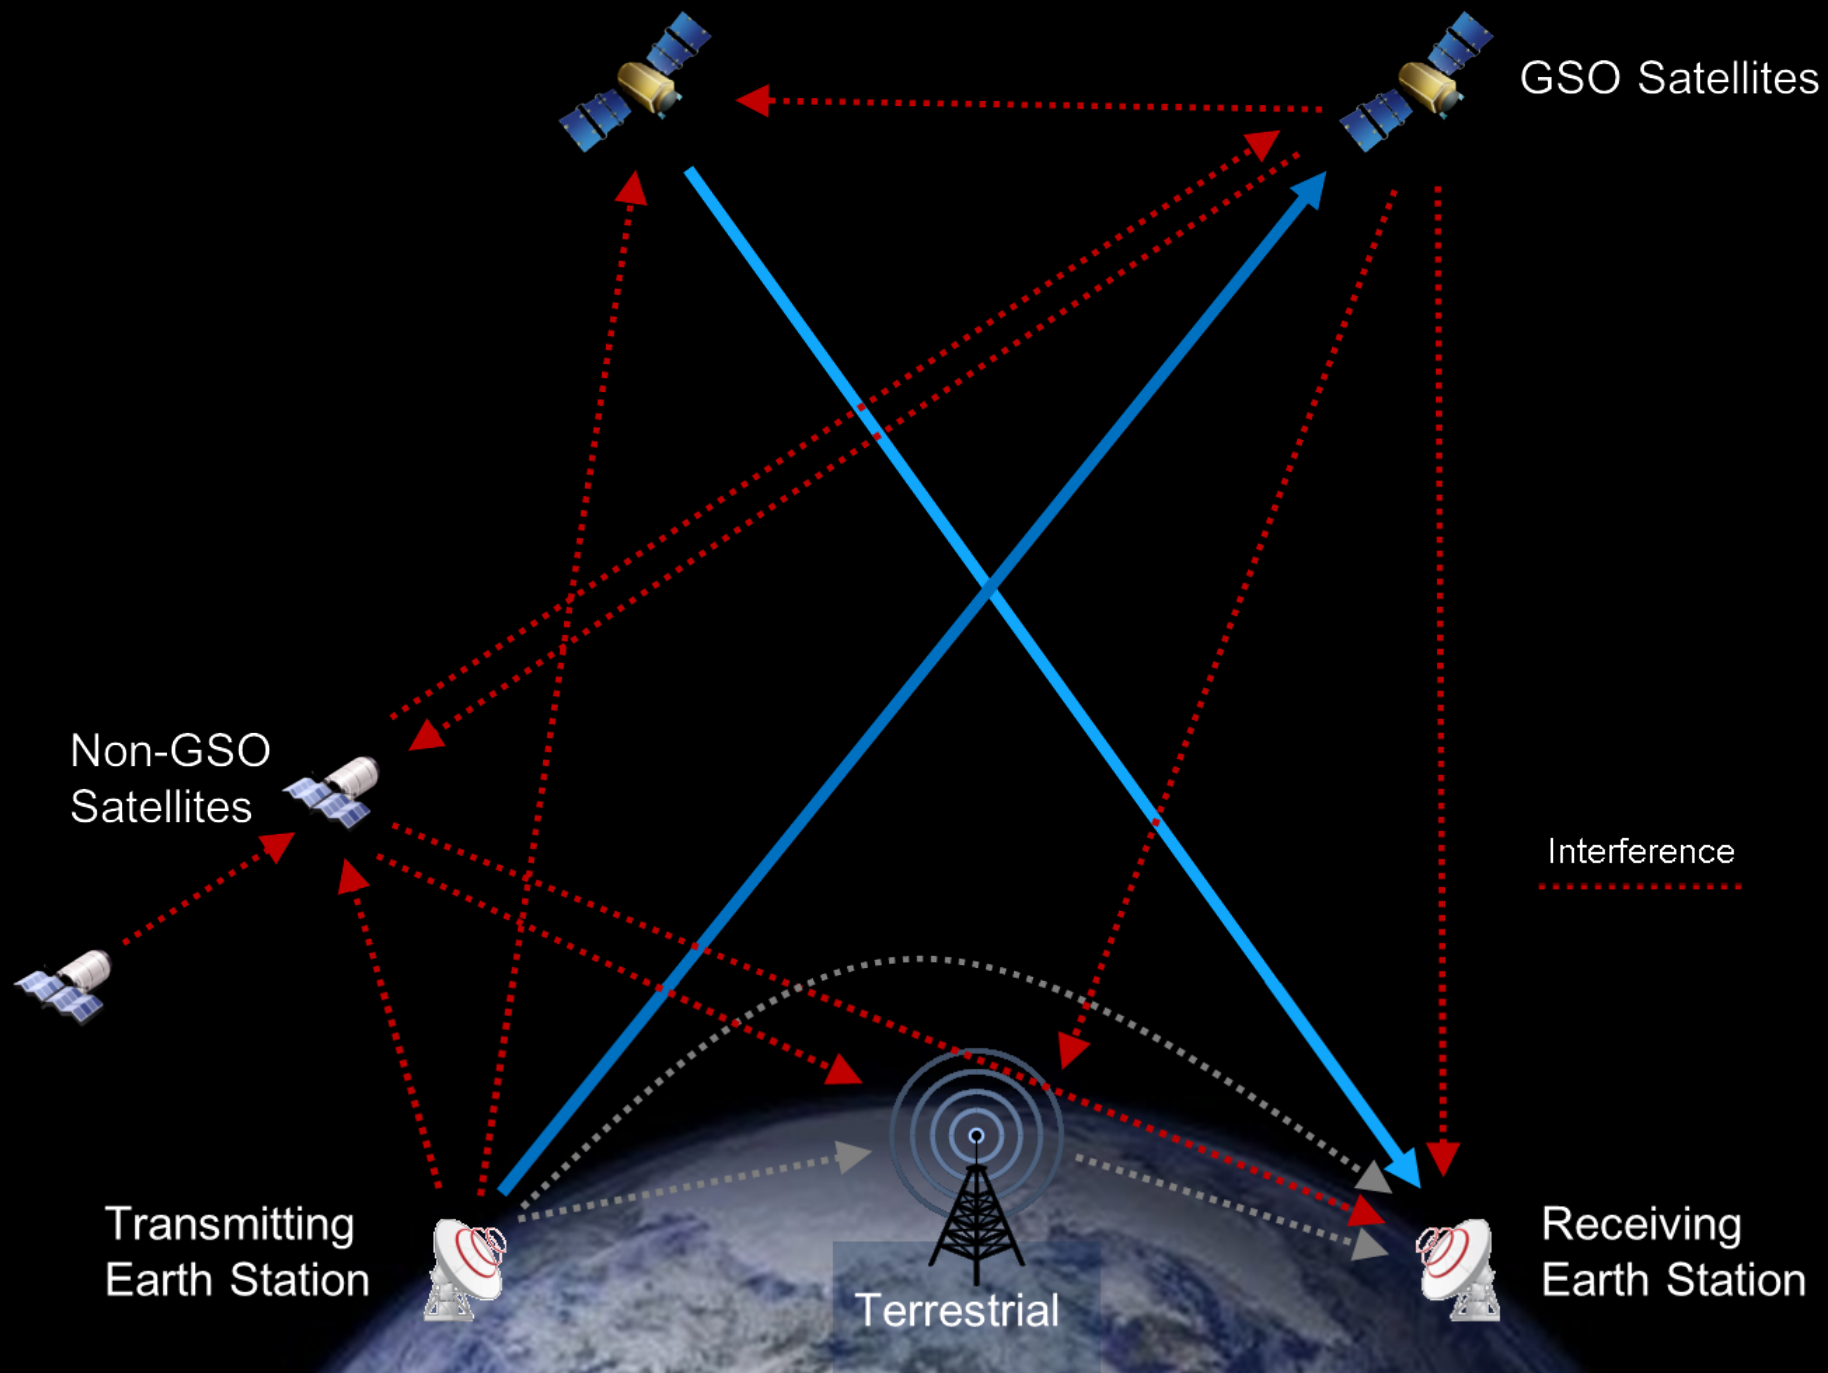 GSO Satellites
Non-GSO
Satellites
Interference
Transmitting
Earth Station
Terrestrial
Receiving
Earth Station